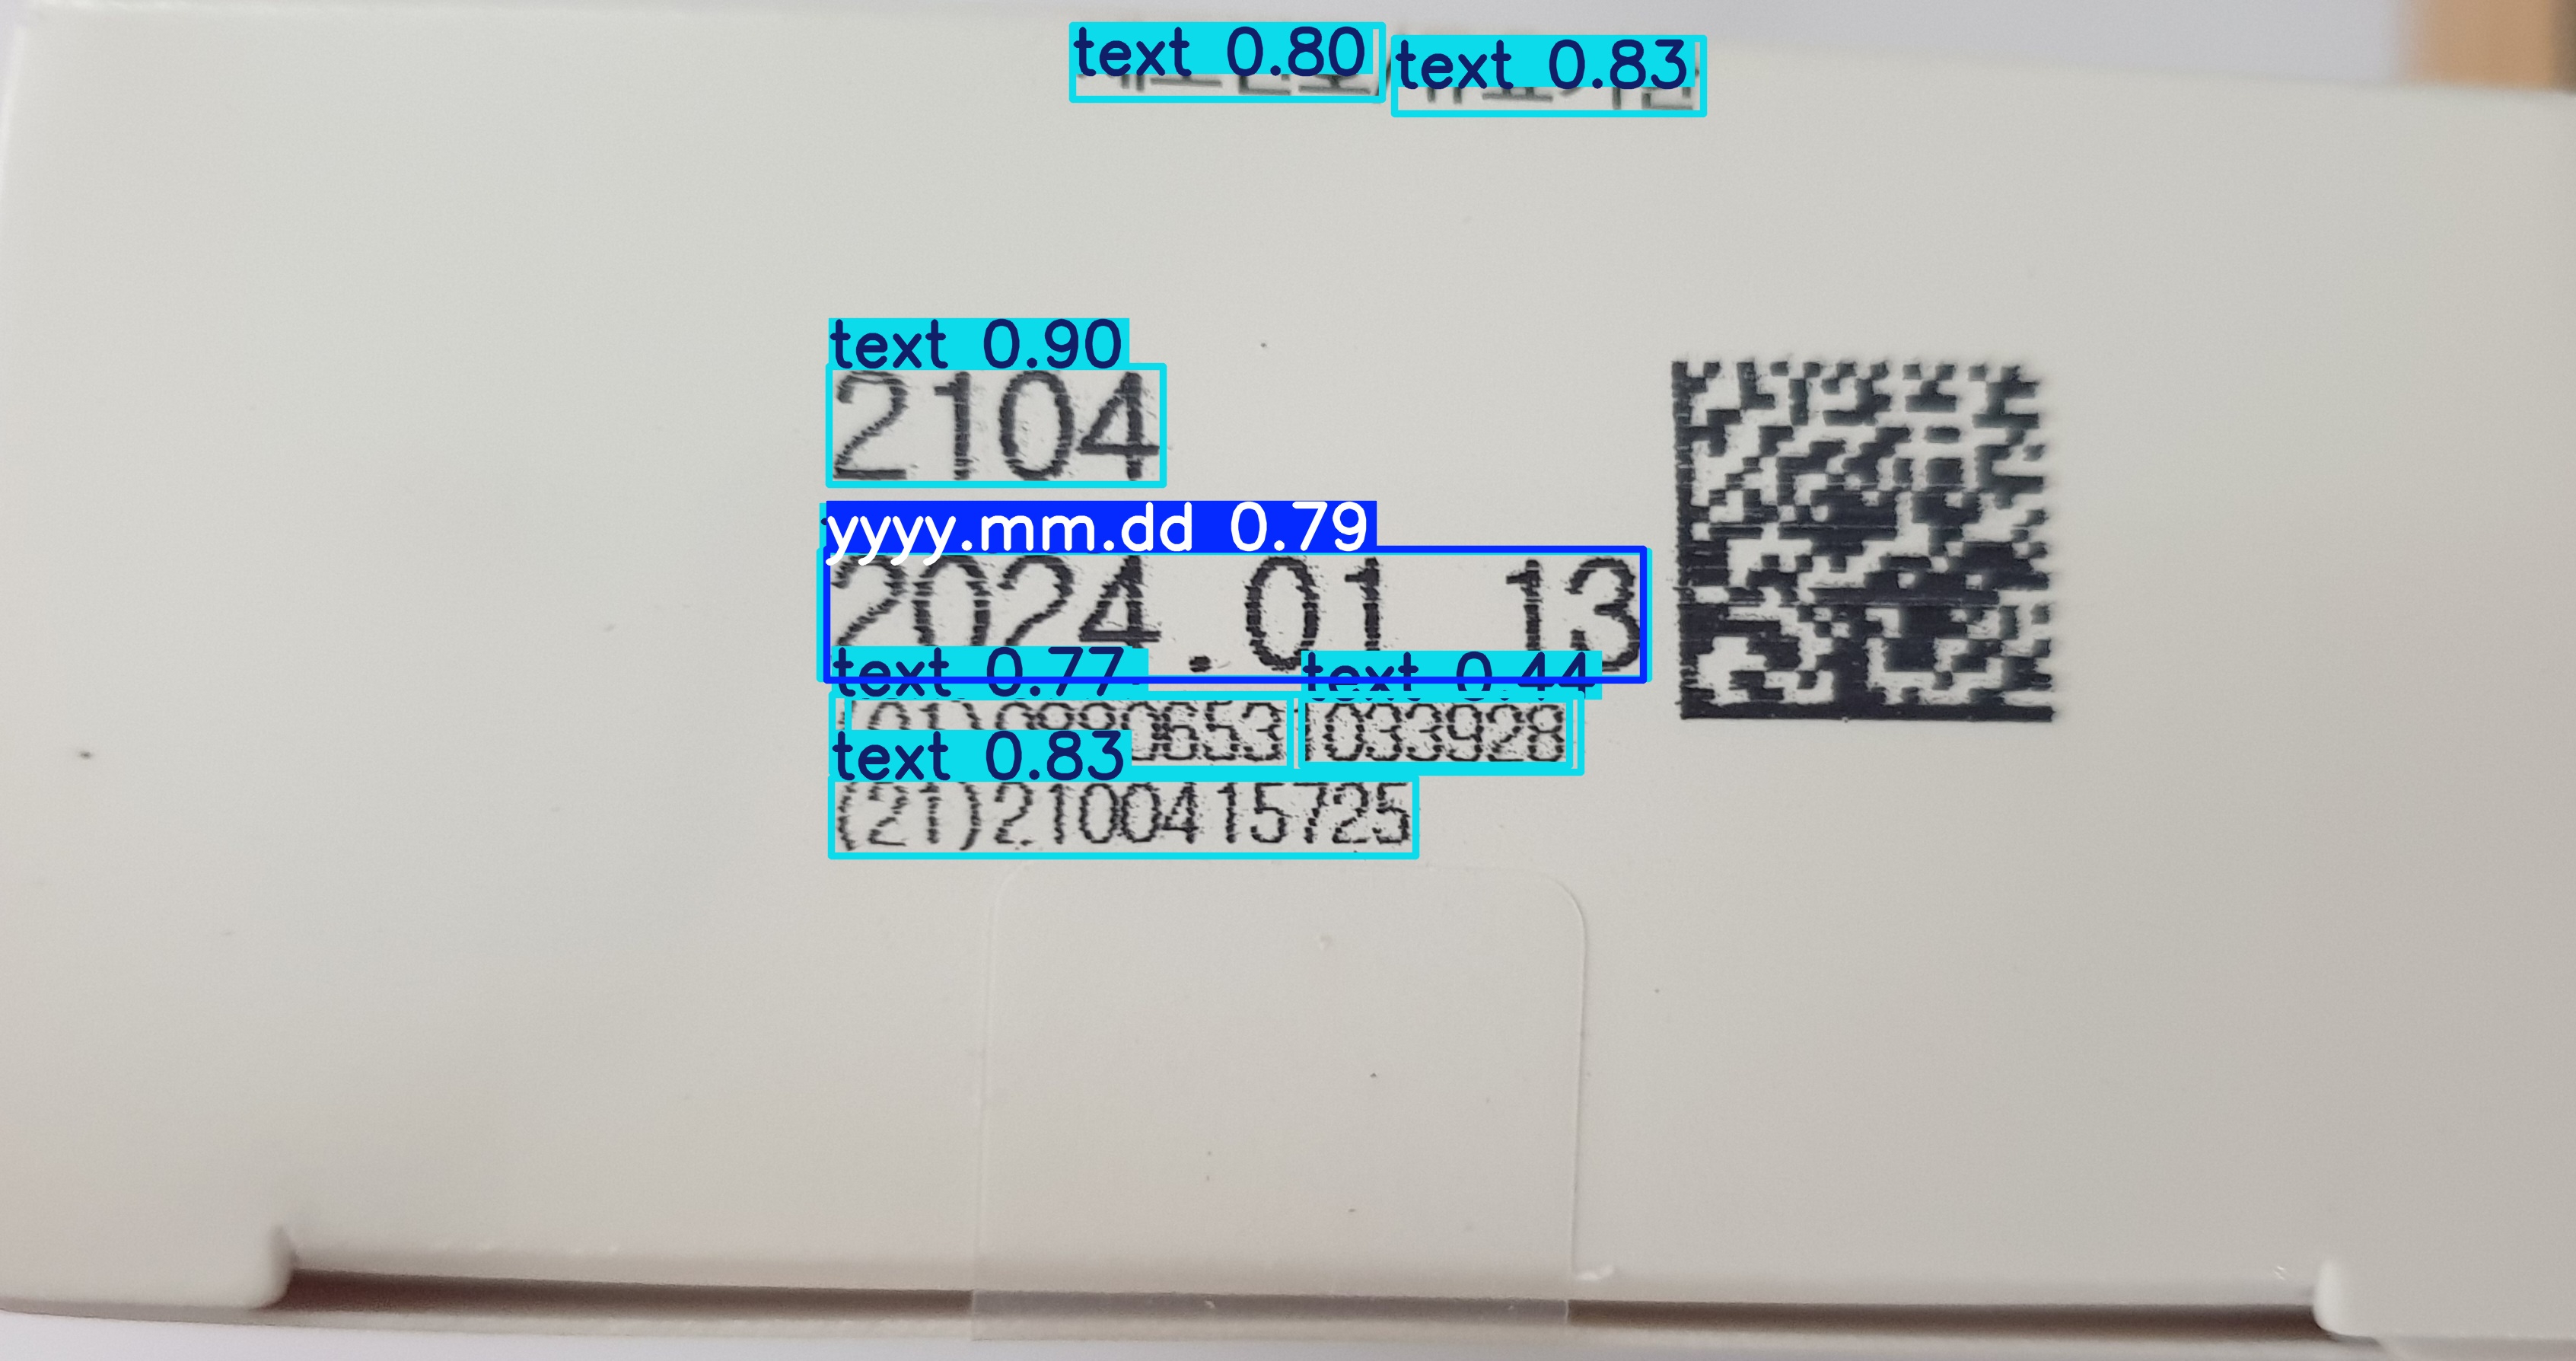 text 0.80 text 0.83
text 0.90
2104
yyyy.mm.dd 0.79
2024.01 13
text 0.77 text 0.44
1033928
text 0.83
(21)2100415725